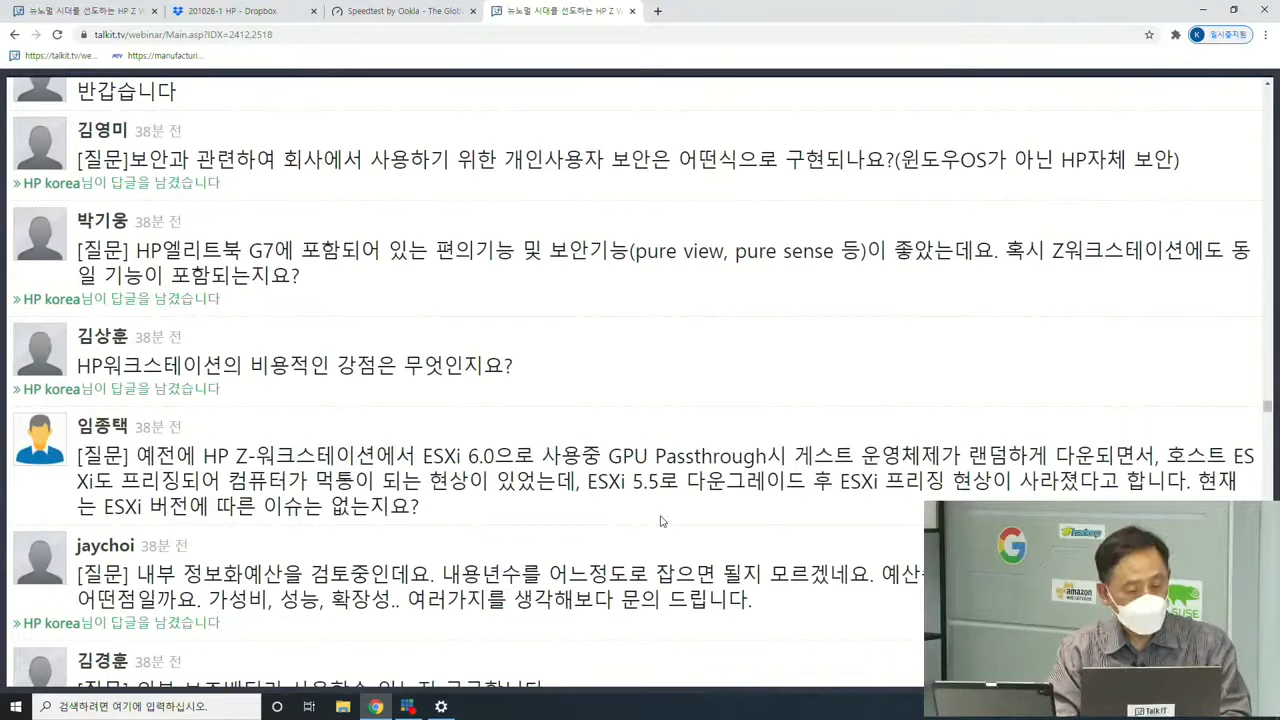 뉴노멀 시대를 선도하는 HP Z W
201026-1 HP - Dropbox
Speedtest by Ookla - The Glob
뉴노멀 시대를 선도하는 HP Z W
talkit.tv/webinar/Main.asp?IDX=2412,2518
K 일시중지됨
https://talkit.tv/we...
https://manufacturi...
반갑습니다
김영미 38분 전
[질문]보안과 관련하여 회사에서 사용하기 위한 개인사용자 보안은 어떤식으로 구현되나요?(윈도우OS가 아닌 HP자체 보안)
» HP korea님이 답글을 남겼습니다
박기웅 38분 전
[질문] HP엘리트북 G7에 포함되어 있는 편의기능 및 보안기능(pure view, pure sense 등)이 좋았는데요. 혹시 Z워크스테이션에도 동
일 기능이 포함되는지요?
» HP korea님이 답글을 남겼습니다
김상훈 38분 전
HP워크스테이션의 비용적인 강점은 무엇인지요?
» HP korea님이 답글을 남겼습니다
임종택 38분 전
[질문] 예전에 HP Z-워크스테이션에서 ESXi 6.0으로 사용중 GPU Passthrough시 게스트 운영체제가 랜덤하게 다운되면서, 호스트 ES
Xi도 프리징되어 컴퓨터가 먹통이 되는 현상이 있었는데, ESXi 5.5로 다운그레이드 후 ESXi 프리징 현상이 사라졌다고 합니다. 현재
는 ESXi 버전에 따른 이슈는 없는지요?
jaychoi 38분 전
[질문] 내부 정보화예산을 검토중인데요. 내용년수를 어느정도로 잡으면 될지 모르겠네요. 예산
어떤점일까요. 가성비, 성능, 확장성.. 여러가지를 생각해보다 문의 드립니다.
» HP korea님이 답글을 남겼습니다
김경훈 38분 전
G
amazon
web services
SUSE
Talk IT
검색하려면 여기에 입력하십시오.